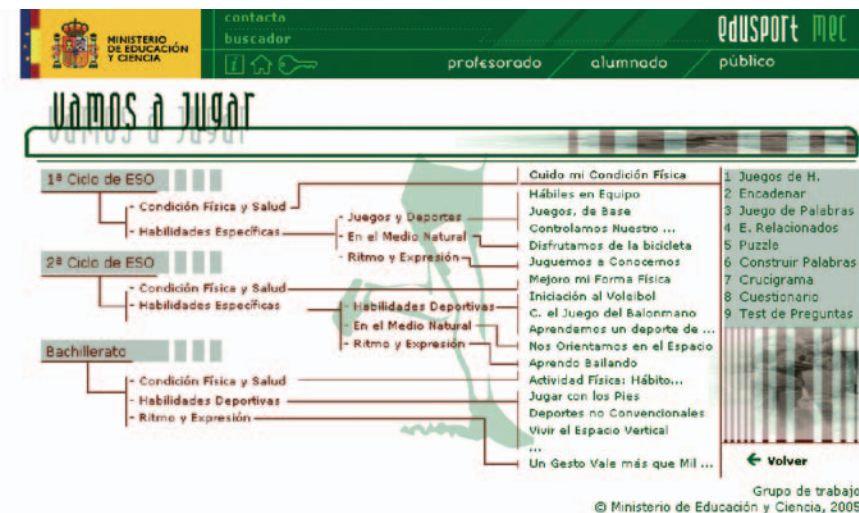 MINISTERIO
DE EDUCACIÓN
Y CIENCIA
contacta
buscador
edusport mec
profesorado
alumnado
público
vamos a jugar
1ª Ciclo de ESO
- Condición Física y Salud
- Habilidades Específicas
- Juegos y Deportes
- En el Medio Natural
- Ritmo y Expresión
2ª Ciclo de ESO
- Condición Física y Salud
- Habilidades Específicas
- Habilidades Deportivas
- En el Medio Natural
- Ritmo y Expresión
Bachillerato
- Condición Física y Salud
- Habilidades Deportivas
- Ritmo y Expresión
Cuido mi Condición Física
Hábiles en Equipo
Juegos, de Base
Controlamos Nuestro ...
Disfrutamos de la bicicleta
Juguemos a Conocernos
Mejoro mi Forma Física
Iniciación al Voleibol
C. el Juego del Balonmano
Aprendemos un deporte de ...
Nos Orientamos en el Espacio
Aprendo Bailando
Actividad Física: Hábito...
Jugar con los Pies
Deportes no Convencionales
Vivir el Espacio Vertical
...
Un Gesto Vale más que Mil ...
1 Juegos de H.
2 Encadenar
3 Juego de Palabras
4 E. Relacionados
5 Puzzle
6 Construir Palabras
7 Crucigrama
8 Cuestionario
9 Test de Preguntas
Volver
Grupo de trabajo
© Ministerio de Educación y Ciencia, 2005